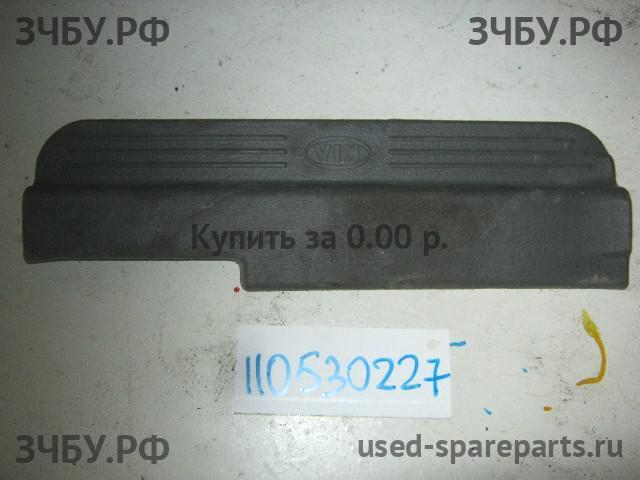 ЗЧБУ.РФ ЗЧБУ.РФ
KIA
Купить за 0.00 р.
110530227
ЗЧБУ.РФ used-spareparts.ru